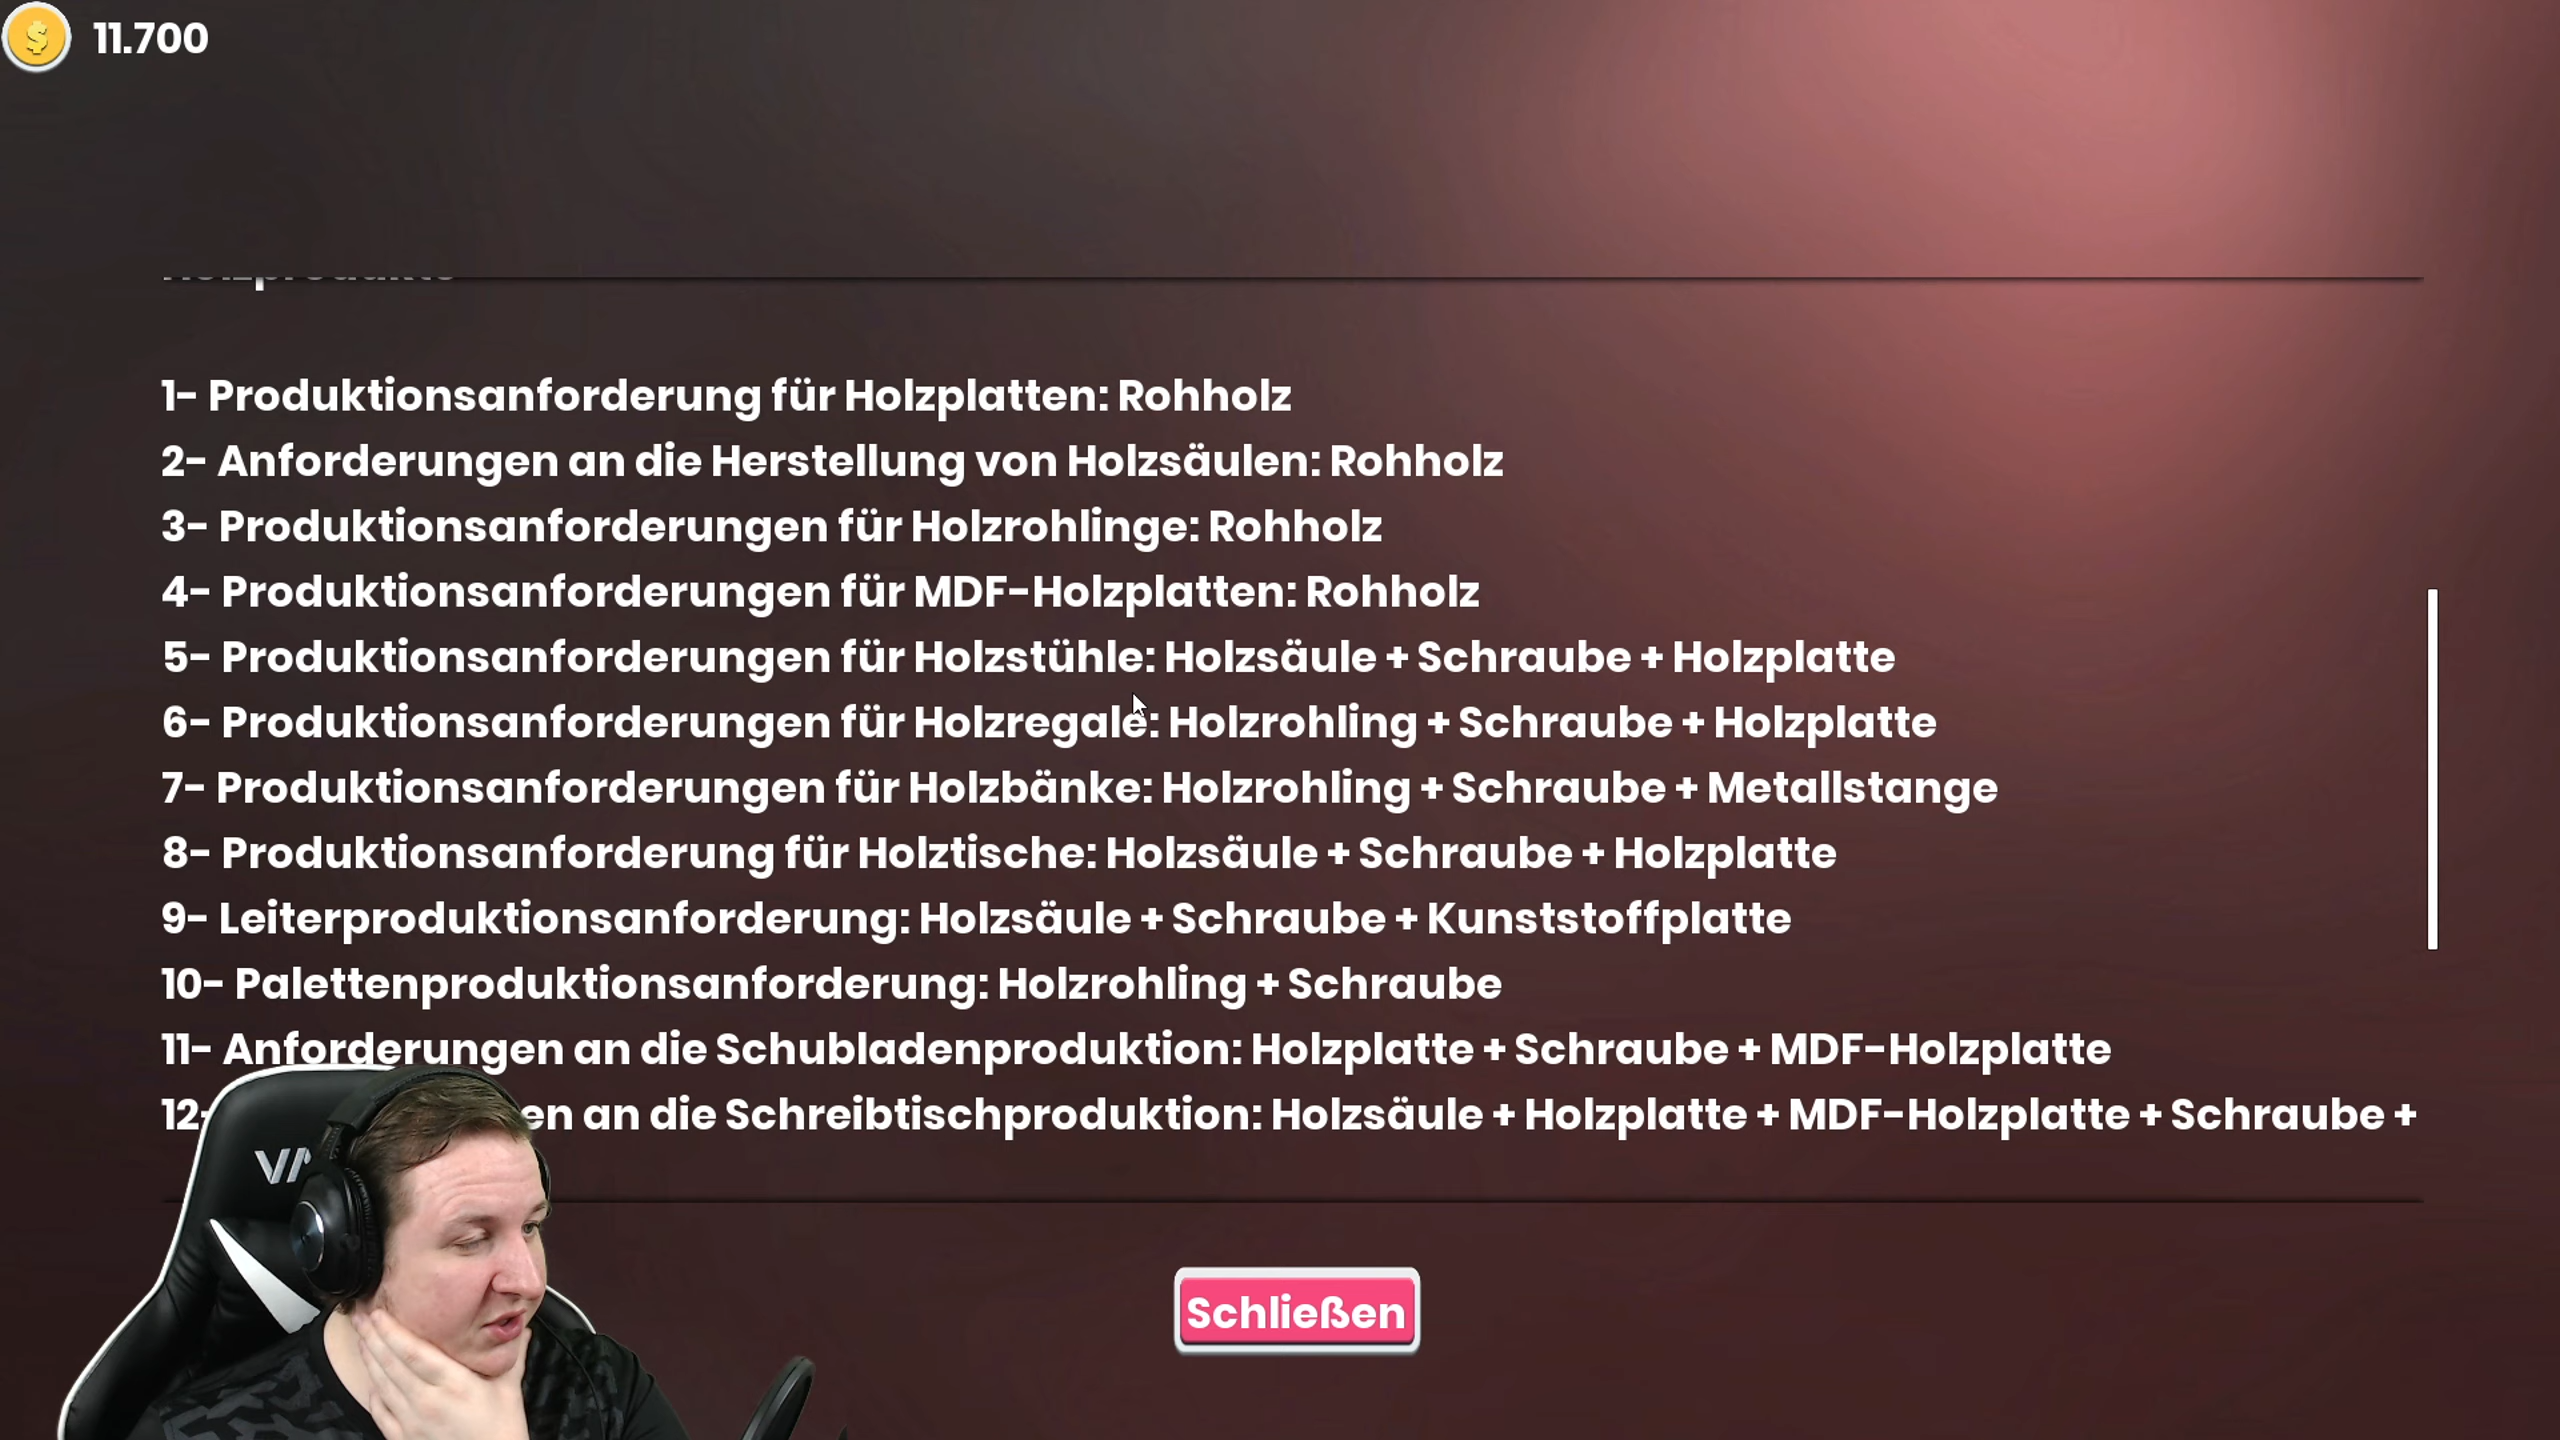 11.700
Holzprodukte
1- Produktionsanforderung für Holzplatten: Rohholz
2- Anforderungen an die Herstellung von Holzsäulen: Rohholz
3- Produktionsanforderungen für Holzrohlinge: Rohholz
4- Produktionsanforderungen für MDF-Holzplatten: Rohholz
5- Produktionsanforderungen für Holzstühle: Holzsäule + Schraube + Holzplatte
6- Produktionsanforderungen für Holzregale: Holzrohling + Schraube + Holzplatte
7- Produktionsanforderungen für Holzbänke: Holzrohling + Schraube + Metallstange
8- Produktionsanforderung für Holztische: Holzsäule + Schraube + Holzplatte
9- Leiterproduktionsanforderung: Holzsäule + Schraube + Kunststoffplatte
10- Palettenproduktionsanforderung: Holzrohling + Schraube
11- Anforderungen an die Schubladenproduktion: Holzplatte + Schraube + MDF-Holzplatte
12- en an die Schreibtischproduktion: Holzsäule + Holzplatte + MDF-Holzplatte + Schraube +
Schließen